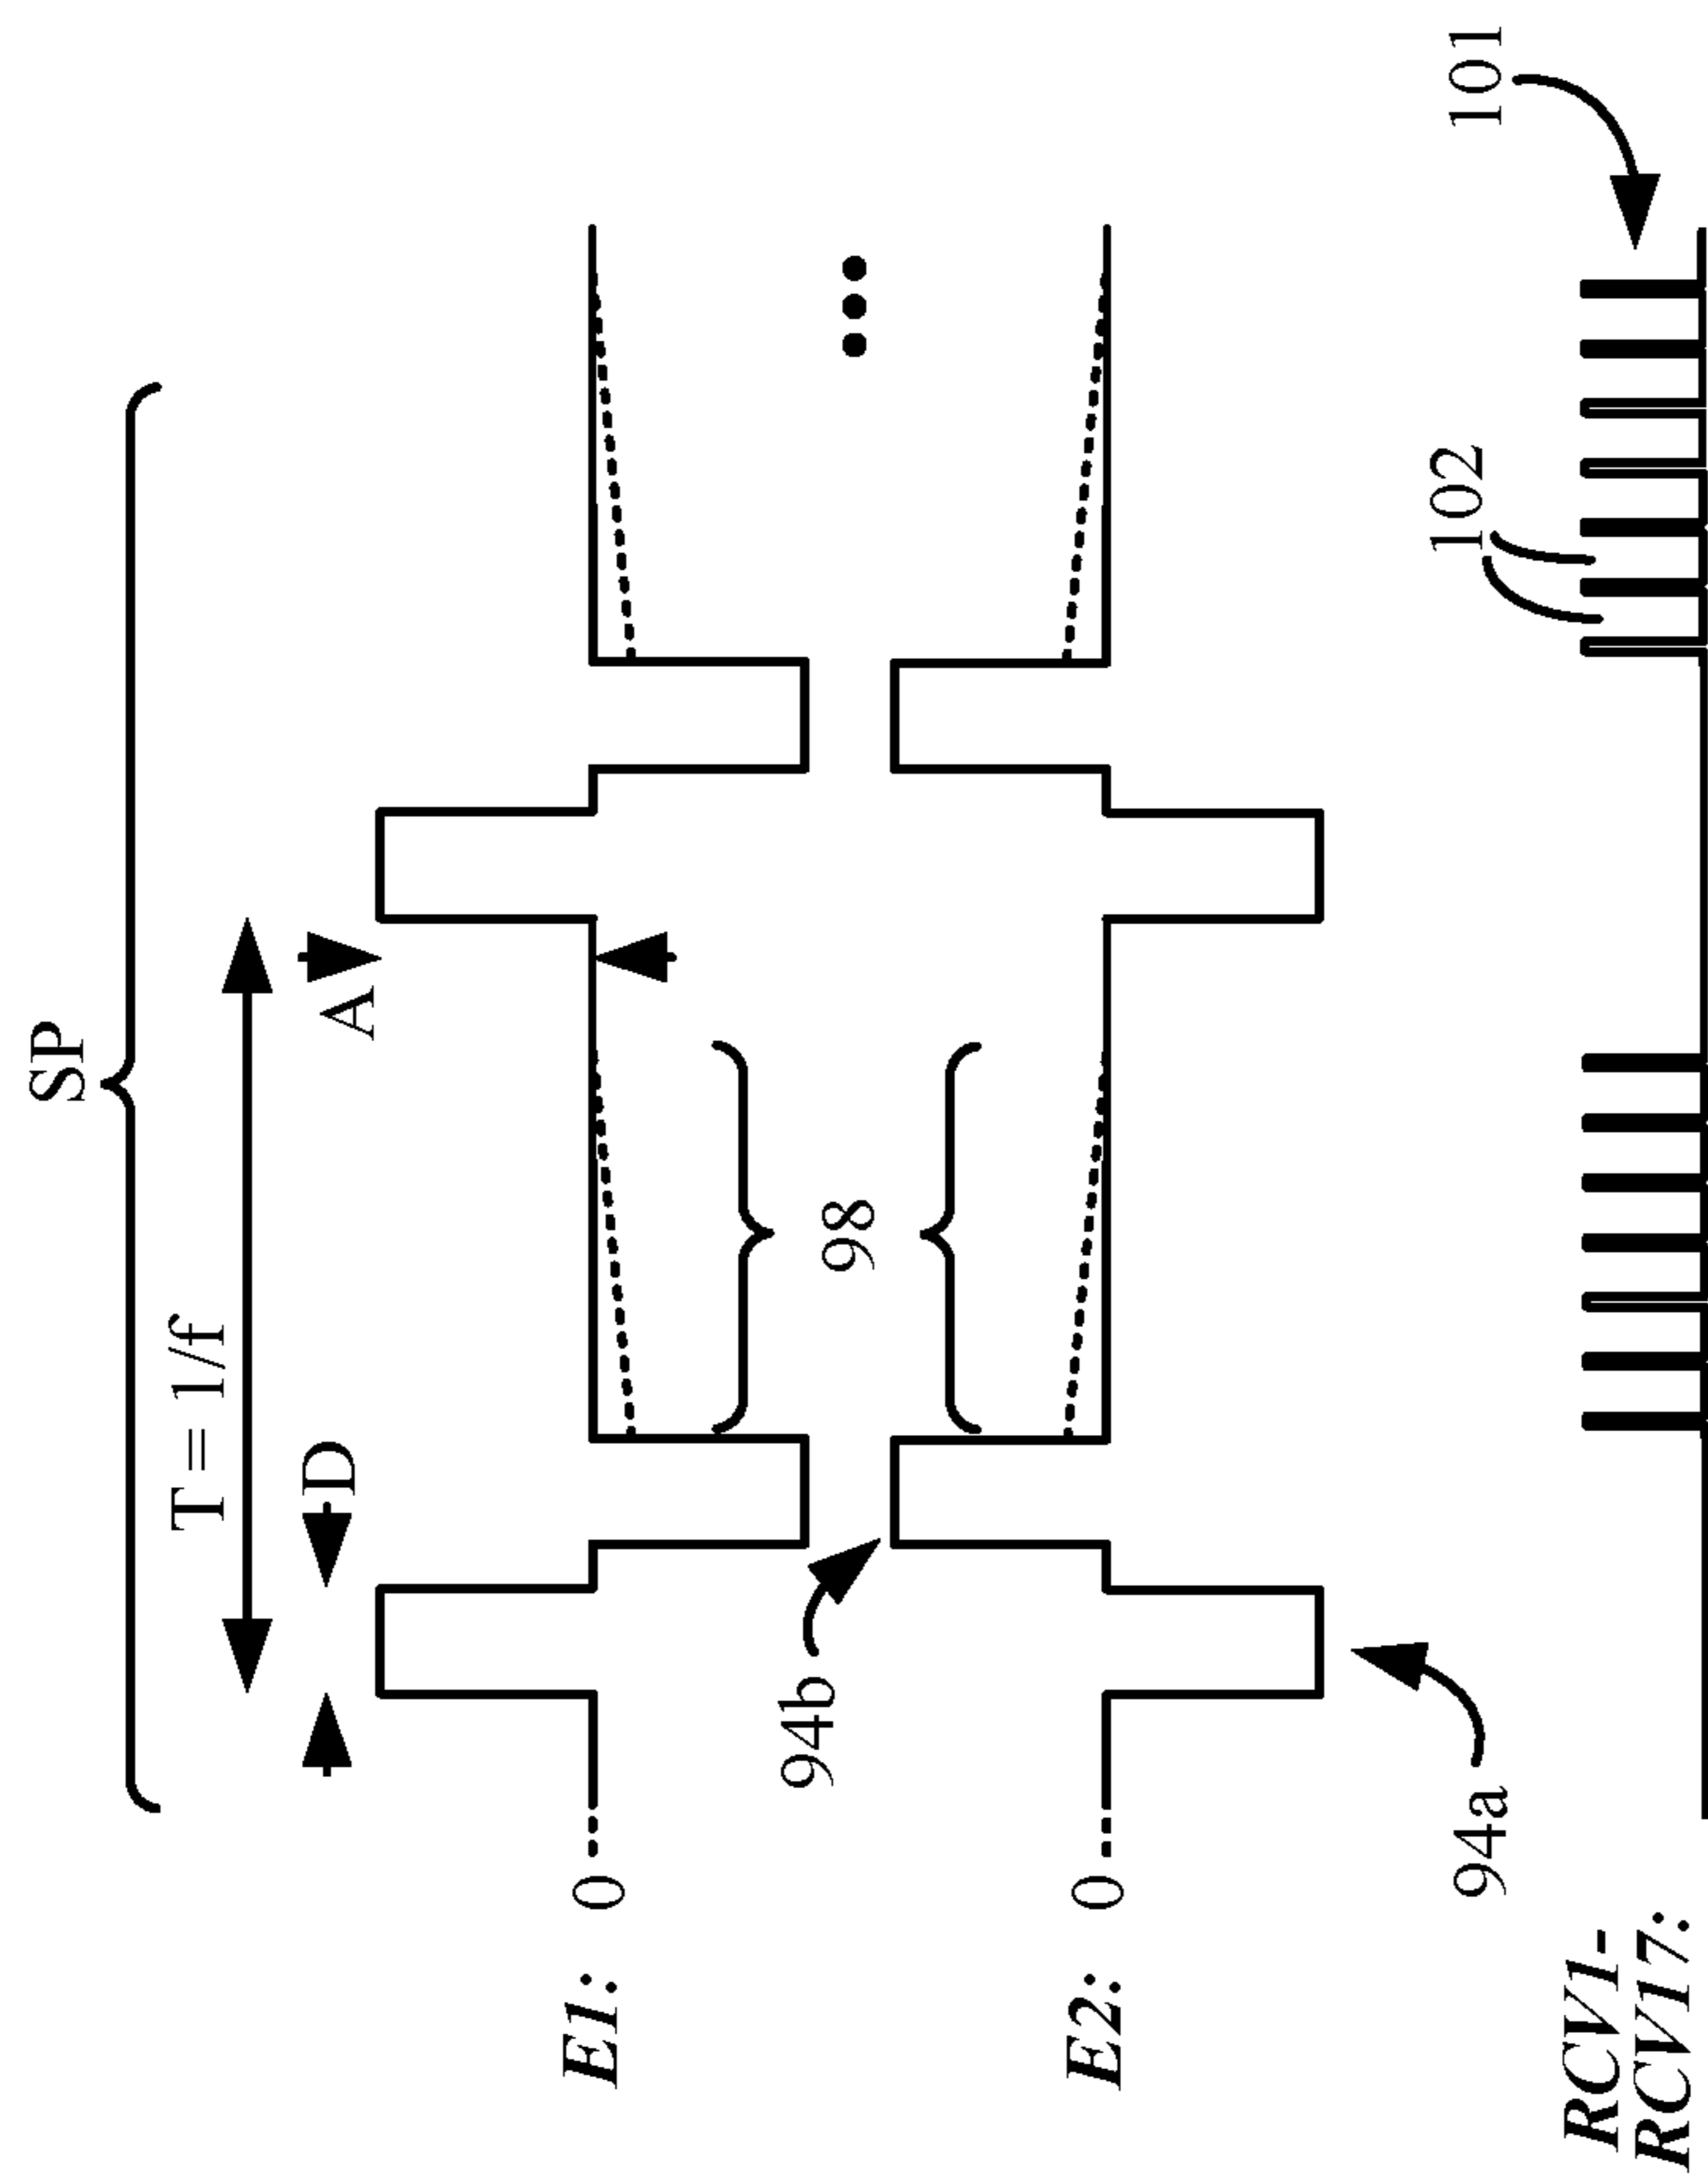 SP
T = 1/f
D
A
E1: 0
98
94b
E2: 0
94a
102
101
RCV1-
RCV17: